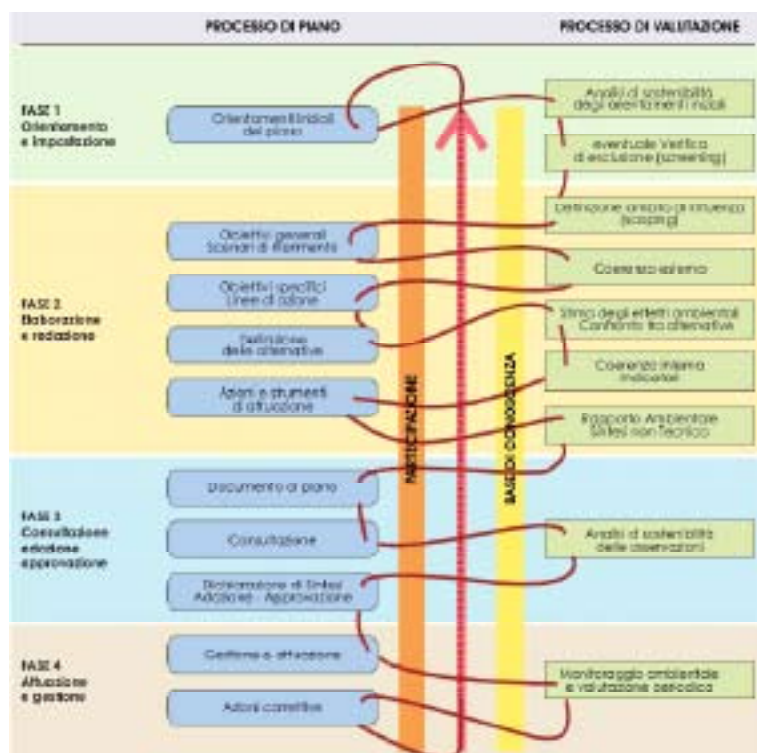 PROCESSO DI PIANO
PROCESSO DI VALUTAZIONE
FASE 1
Orientamento
e impostazione
Orientamenti iniziali
del piano
Analisi di sostenibilità
degli orientamenti iniziali
eventuale Verifica
di esclusione (screening)
FASE 2
Elaborazione
e redazione
Obiettivi generali
Scenari di riferimento
Obiettivi specifici
Linee di azione
Definizione
delle alternative
Azioni e strumenti
di attuazione
Definizione ambito di influenza
(scoping)
Coerenza esterna
Stima degli effetti ambientali
Confronto tra alternative
Coerenza interna
Indicatori
Rapporto Ambientale
Sintesi non Tecnica
PARTECIPAZIONE
BASE DI CONOSCENZA
FASE 3
Consultazione
adozione
approvazione
Documento di piano
Consultazione
Dichiarazione di Sintesi
Adozione - Approvazione
Analisi di sostenibilità
delle osservazioni
FASE 4
Attuazione
e gestione
Gestione e attuazione
Azioni correttive
Monitoraggio ambientale
e valutazione periodica